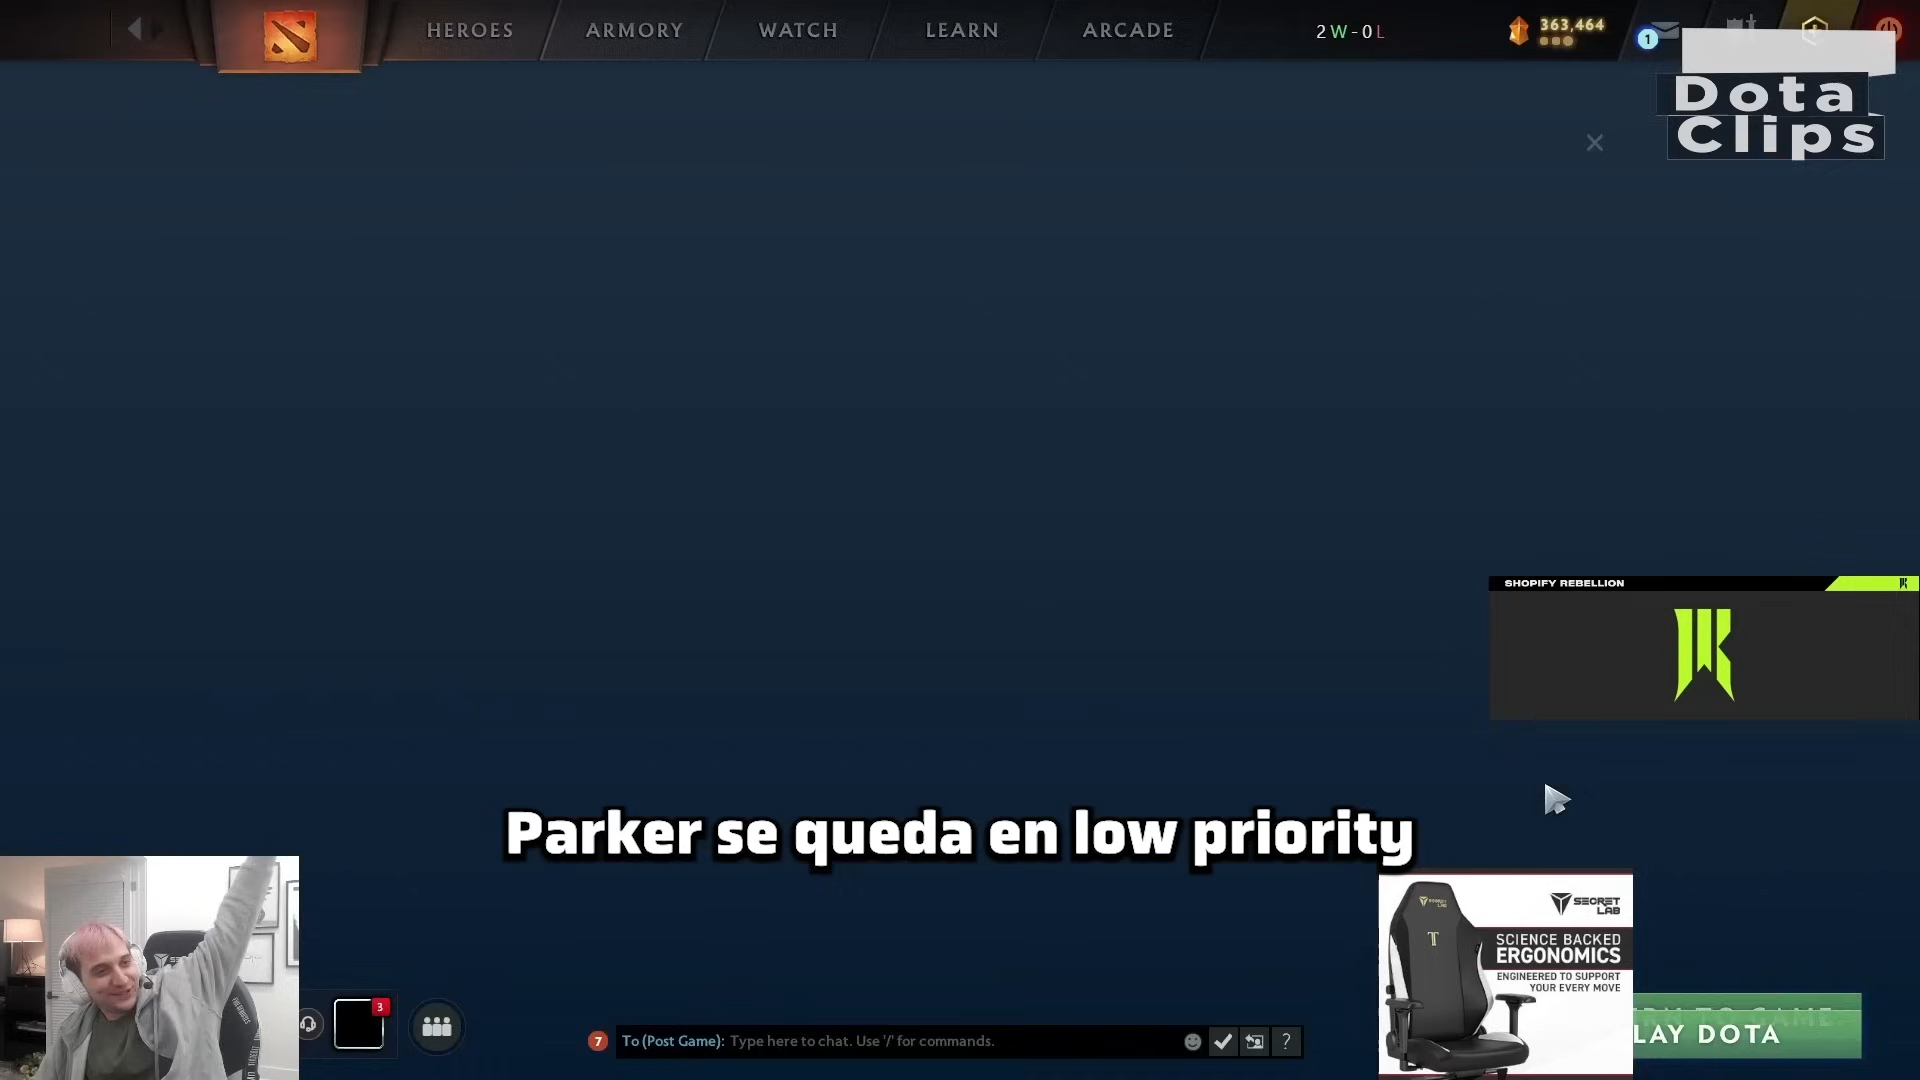 HEROES
ARMORY
WATCH
LEARN
ARCADE
2W-0L
363,464
1
Dota
Clips
SHOPIFY REBELLION
Parker se queda en low priority
SECRET
LAB
SCIENCE BACKED
ERGONOMICS
ENGINEERED TO SUPPORT
YOUR EVERY MOVE
3
7
To (Post Game): Type here to chat. Use '/' for commands.
?
LAY DOTA